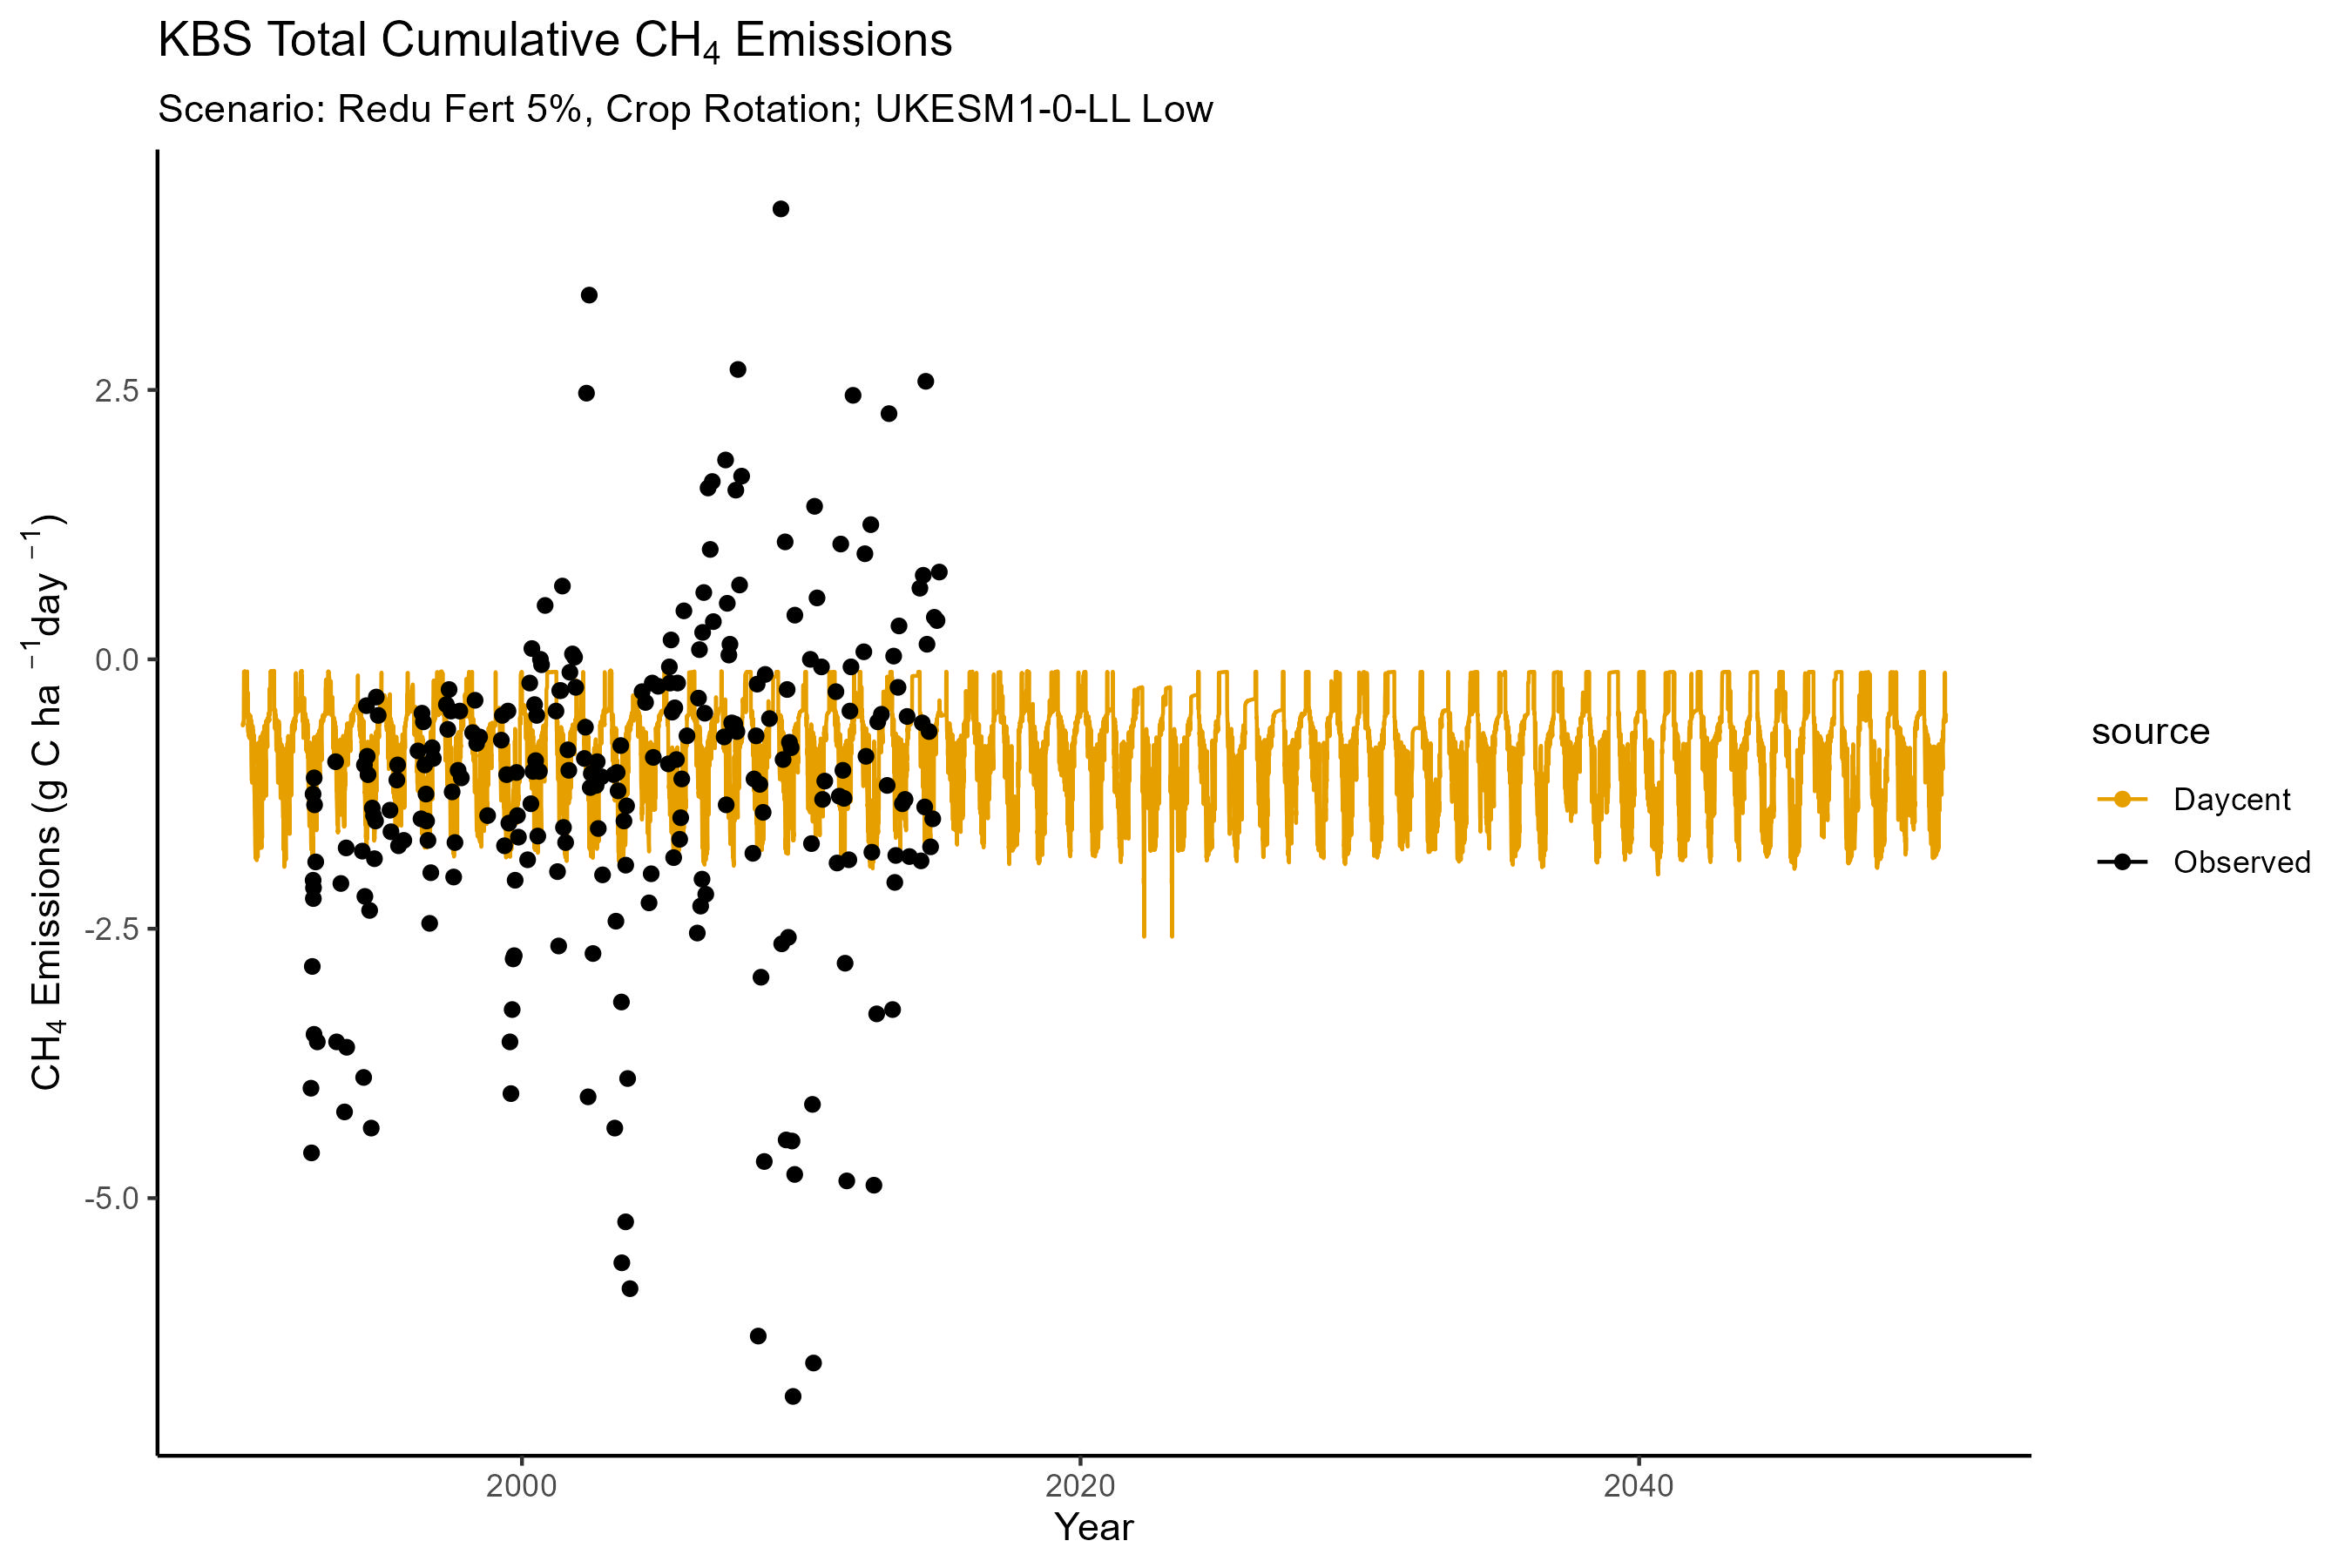 KBS Total Cumulative CH₄ Emissions
Scenario: Redu Fert 5%, Crop Rotation; UKESM1-0-LL Low
CH₄ Emissions (g C ha ⁻¹day ⁻¹)
2.5
0.0
-2.5
-5.0
2000
2020
2040
Year
source
Daycent
Observed